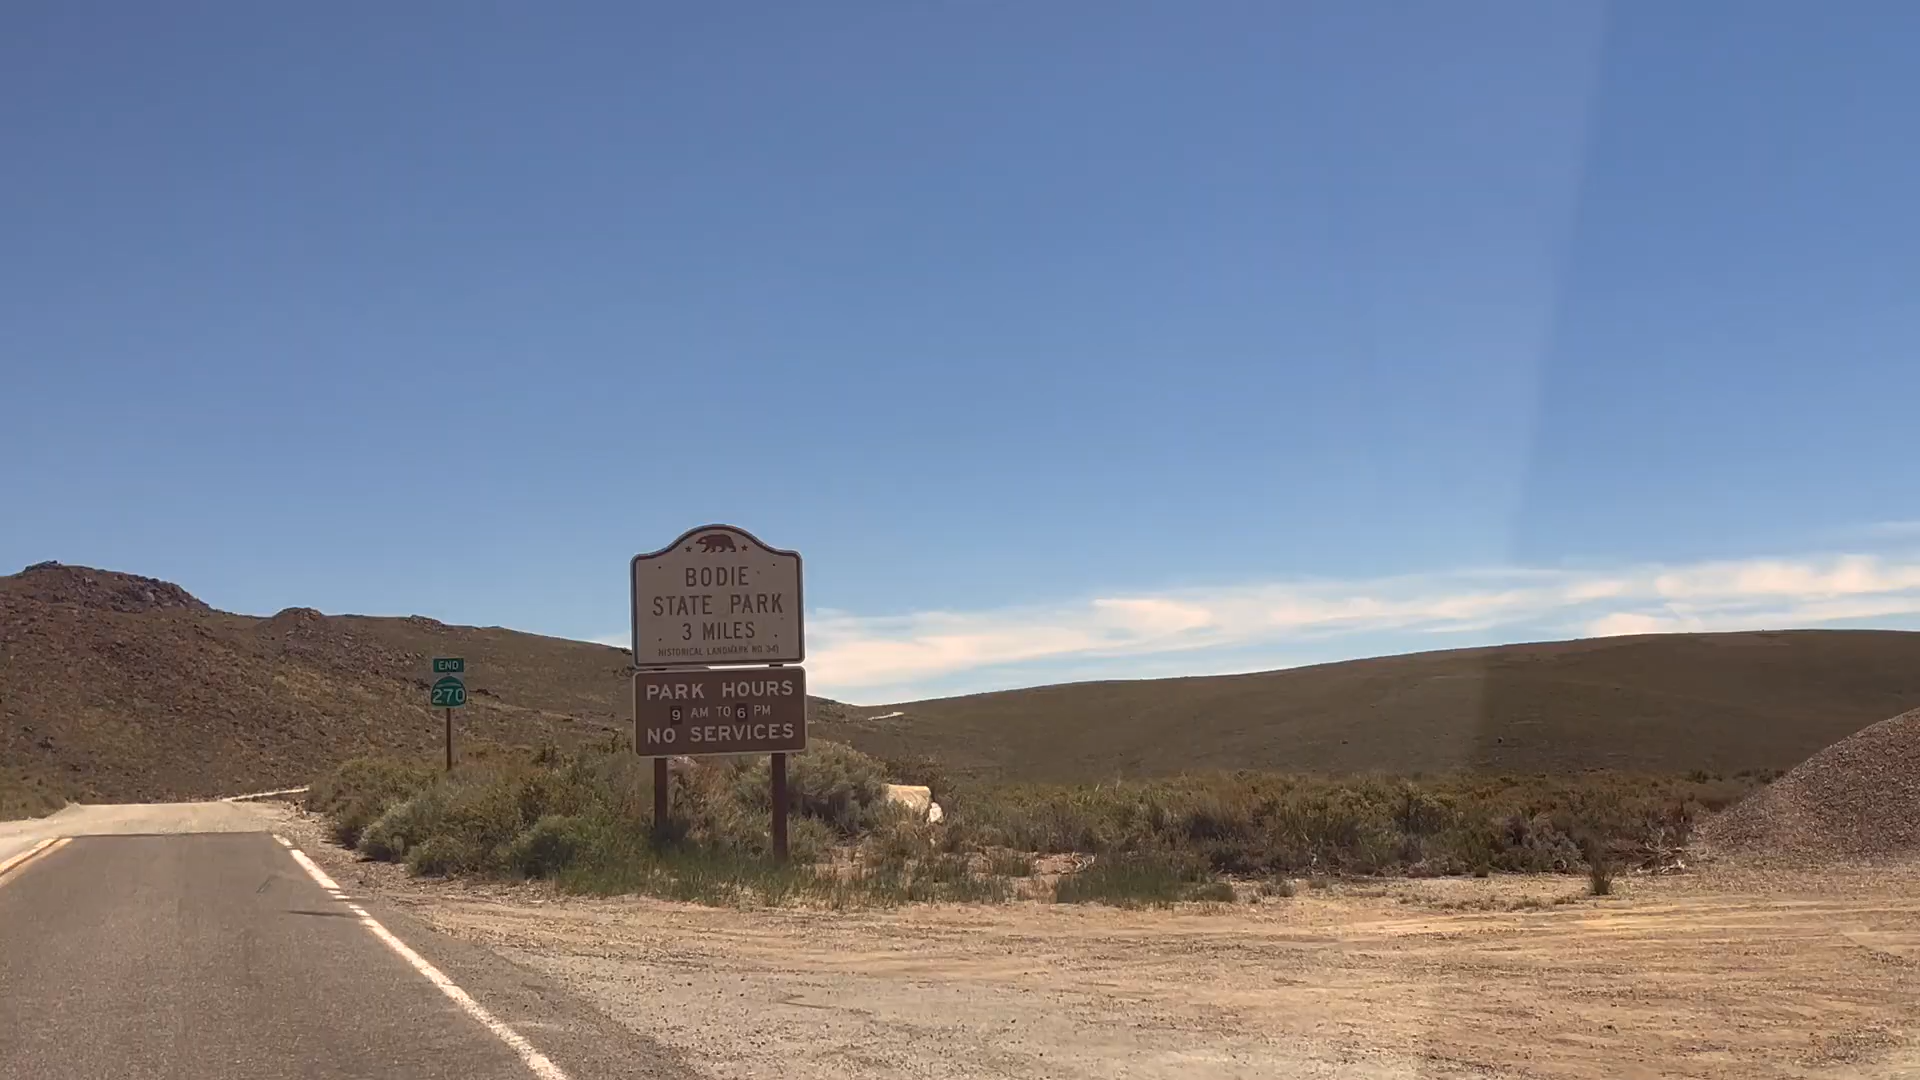 END
270
BODIE
STATE PARK
3 MILES
HISTORICAL LANDMARK NO 341
PARK HOURS
9 AM TO 6 PM
NO SERVICES